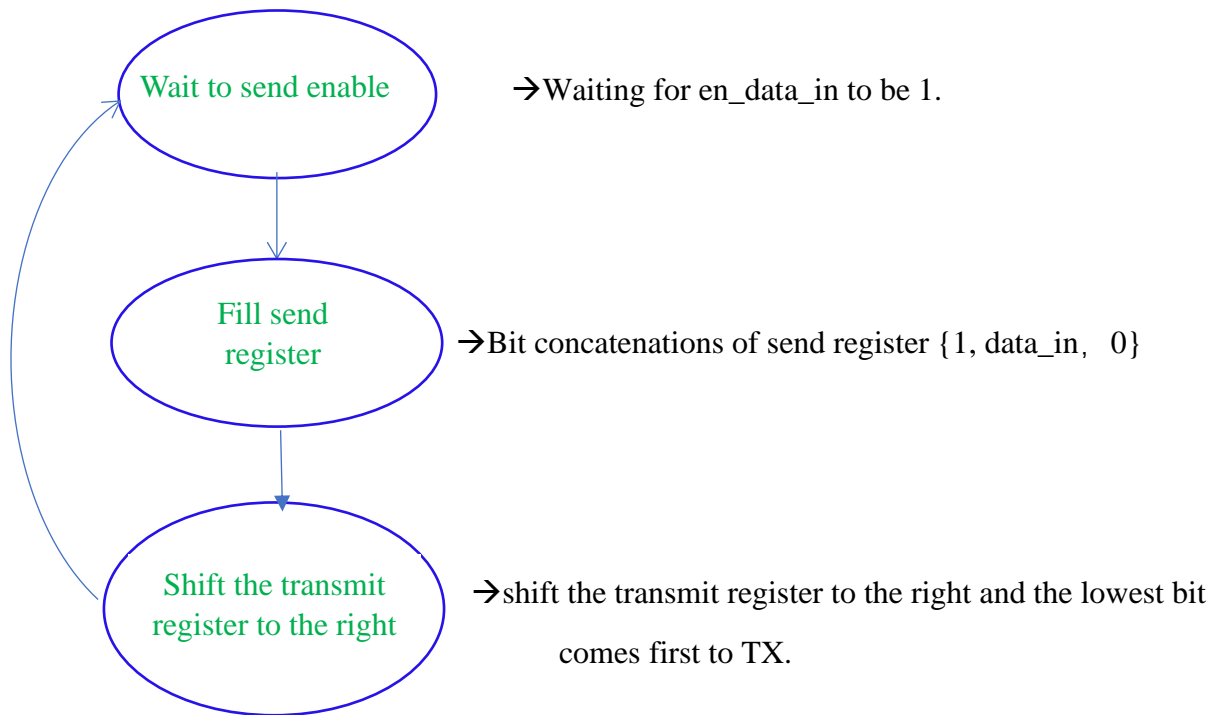 Wait to send enable
→Waiting for en_data_in to be 1.
Fill send
register
→Bit concatenations of send register {1, data_in, 0}
Shift the transmit
register to the right
→shift the transmit register to the right and the lowest bit
comes first to TX.